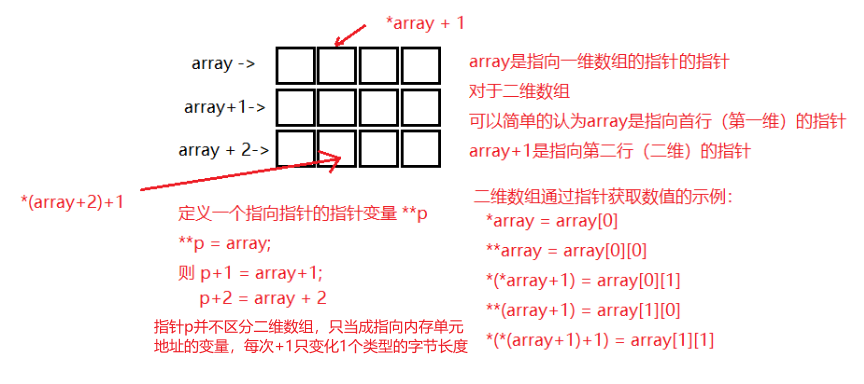 *array + 1
array ->
array+1->
array + 2->
*(array+2)+1
array是指向一维数组的指针的指针
对于二维数组
可以简单的认为array是指向首行（第一维）的指针
array+1是指向第二行（二维）的指针
定义一个指向指针的指针变量 **p
**p = array;
则 p+1 = array+1;
p+2 = array + 2
指针p并不区分二维数组，只当成指向内存单元
地址的变量，每次+1只变化1个类型的字节长度
二维数组通过指针获取数值的示例：
*array = array[0]
**array = array[0][0]
*(*array+1) = array[0][1]
**(array+1) = array[1][0]
*(*(array+1)+1) = array[1][1]